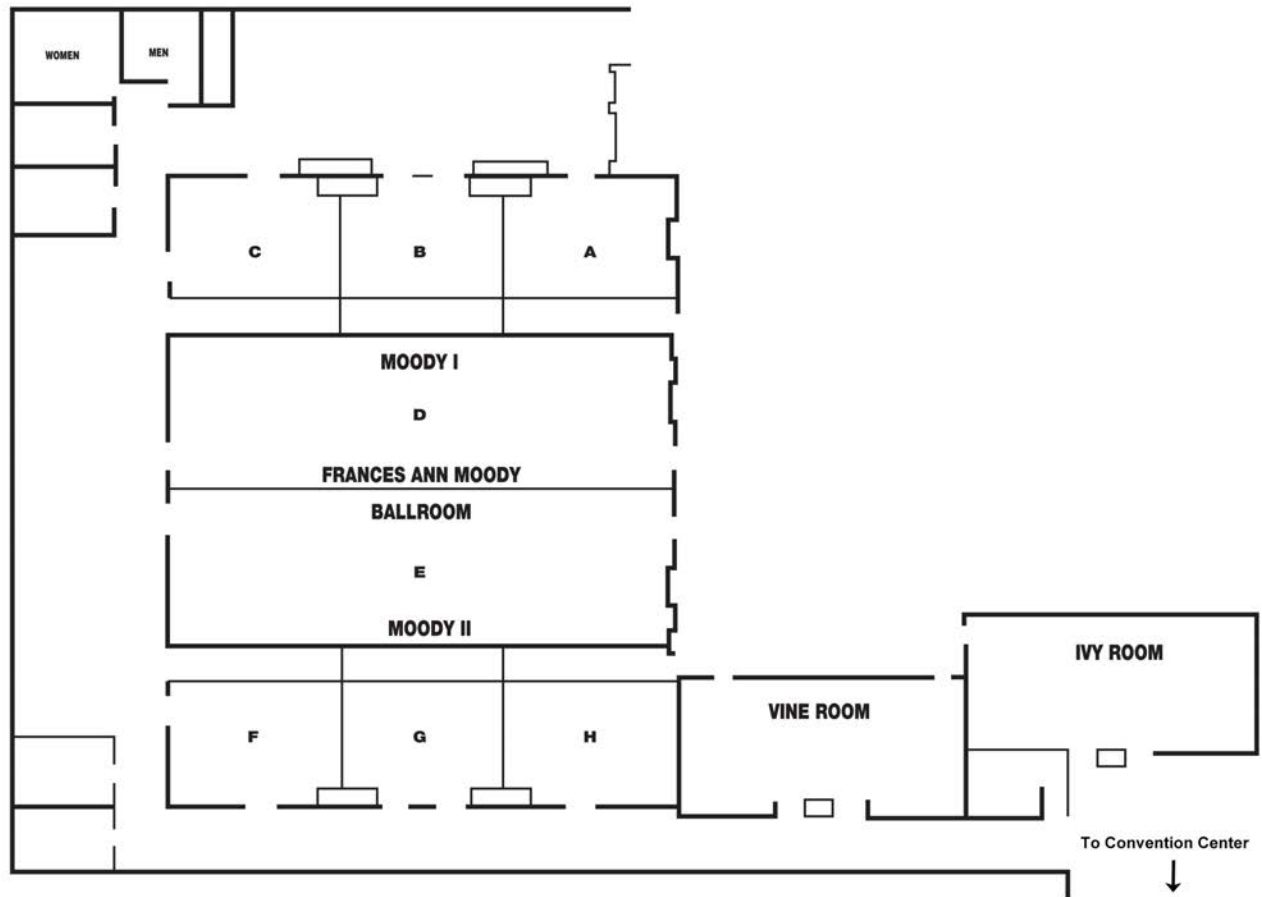 WOMEN
MEN
C
B
A
MOODY I
D
FRANCES ANN MOODY
BALLROOM
E
MOODY II
IVY ROOM
VINE ROOM
F
G
H
To Convention Center